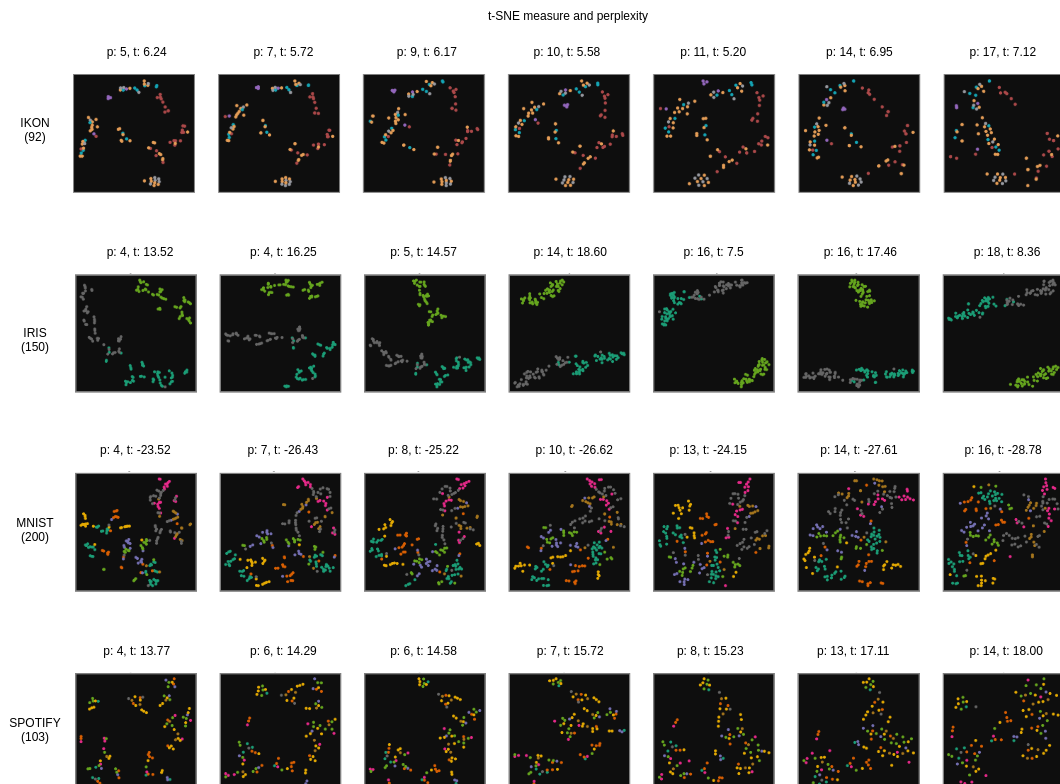 t-SNE measure and perplexity
p: 5, t: 6.24 p: 7, t: 5.72 p: 9, t: 6.17 p: 10, t: 5.58 p: 11, t: 5.20 p: 14, t: 6.95 p: 17, t: 7.12
IKON
(92)
p: 4, t: 13.52 p: 4, t: 16.25 p: 5, t: 14.57 p: 14, t: 18.60 p: 16, t: 7.5 p: 16, t: 17.46 p: 18, t: 8.36
IRIS
(150)
p: 4, t: -23.52 p: 7, t: -26.43 p: 8, t: -25.22 p: 10, t: -26.62 p: 13, t: -24.15 p: 14, t: -27.61 p: 16, t: -28.78
MNIST
(200)
p: 4, t: 13.77 p: 6, t: 14.29 p: 6, t: 14.58 p: 7, t: 15.72 p: 8, t: 15.23 p: 13, t: 17.11 p: 14, t: 18.00
SPOTIFY
(103)